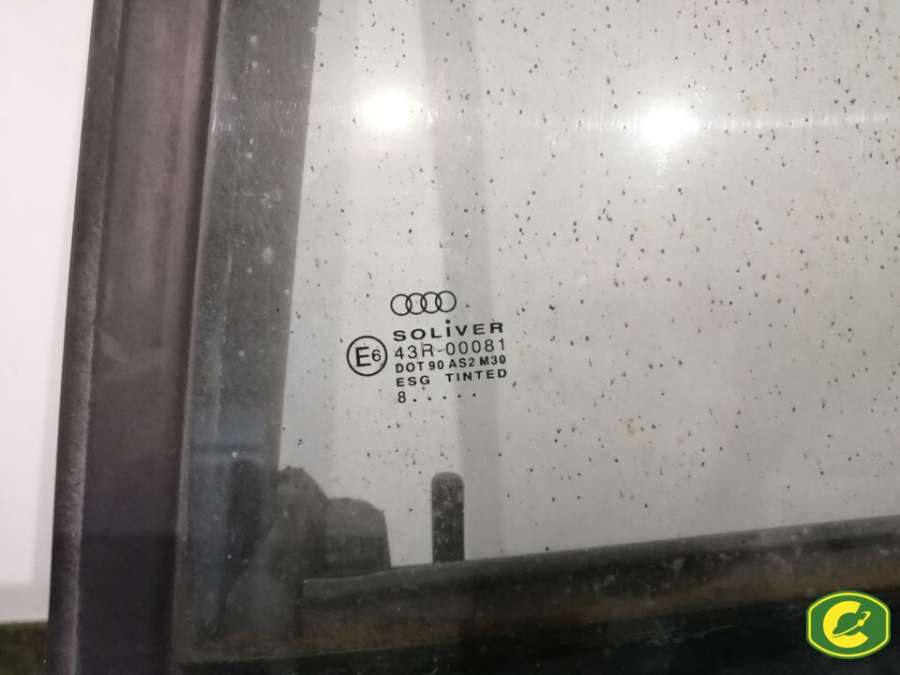 SOLiVER
E6 43R-00081
DOT 90 AS2 M30
ESG TINTED
8.....